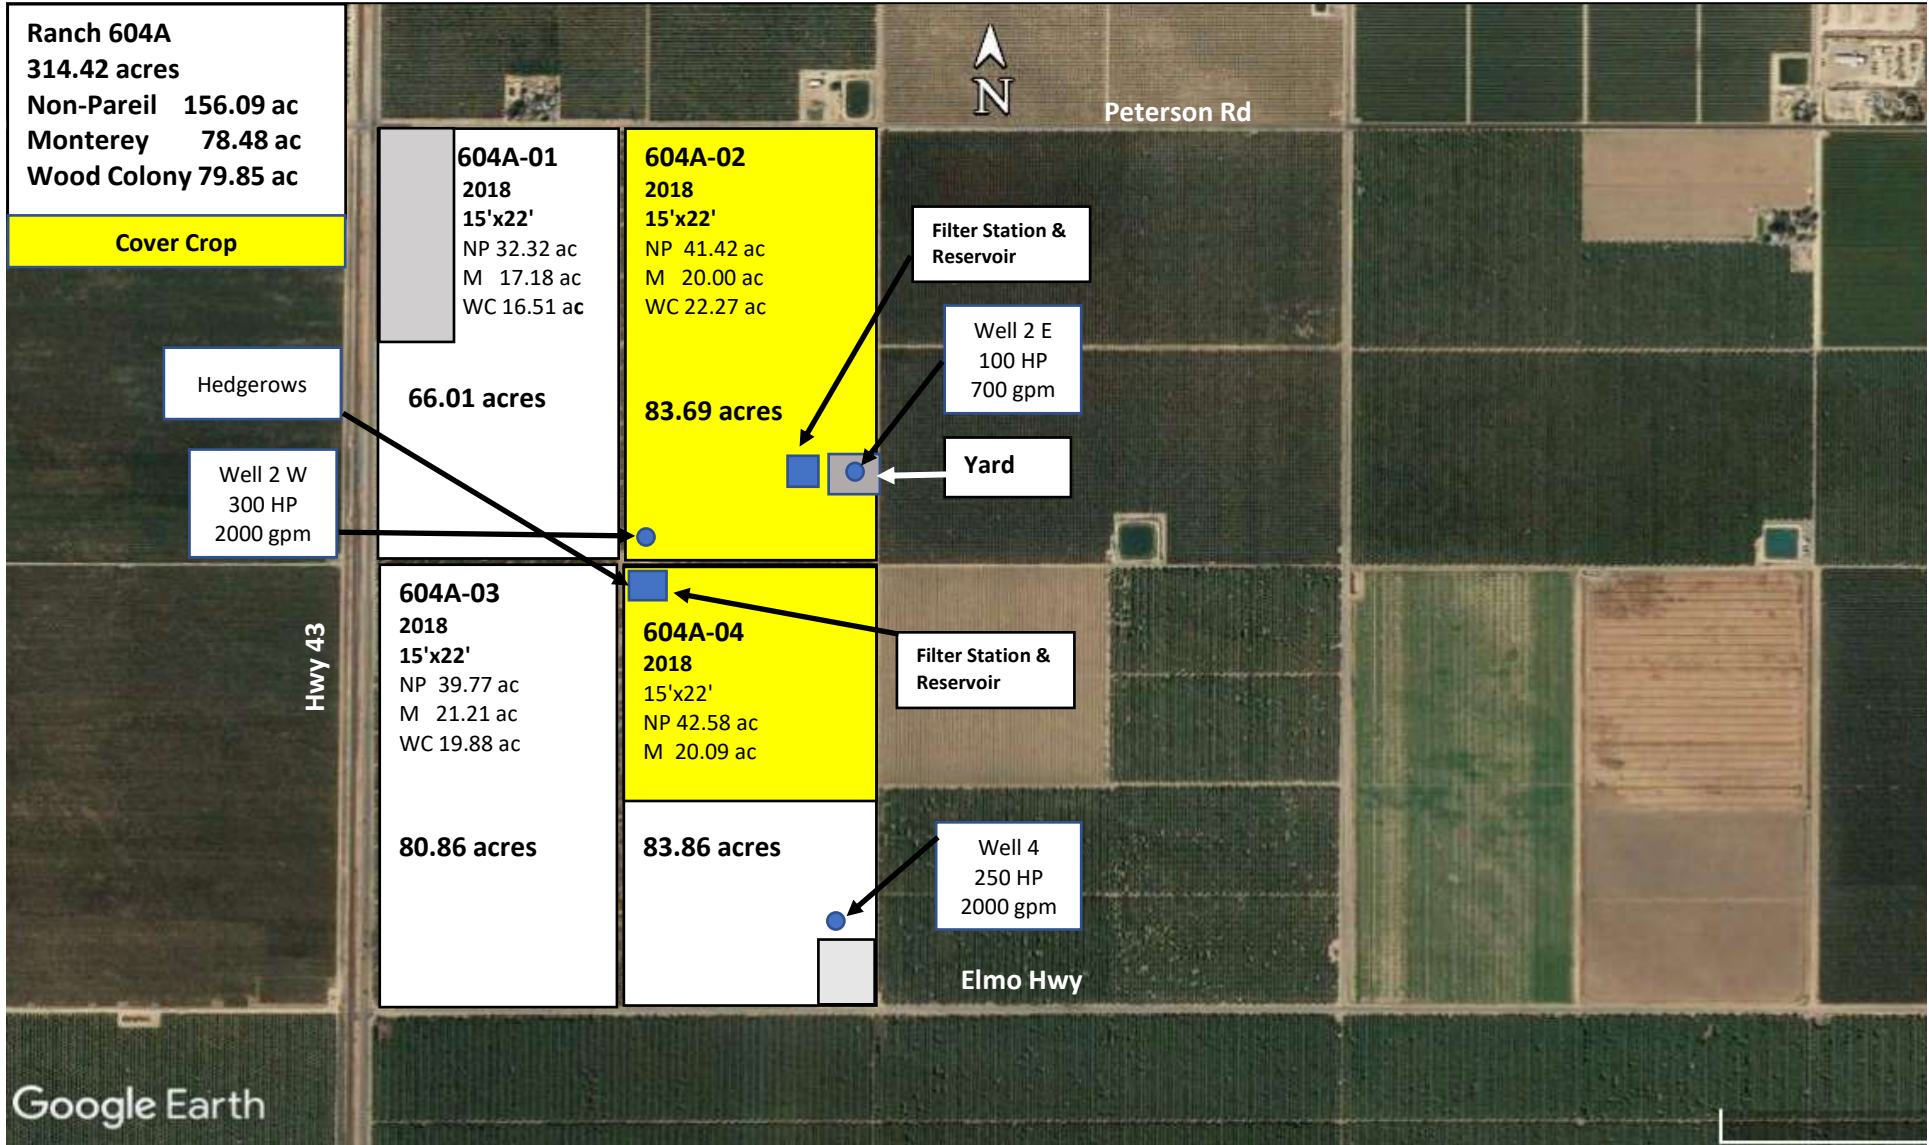 Ranch 604A
314.42 acres
Non-Pareil 156.09 ac
Monterey 78.48 ac
Wood Colony 79.85 ac
Cover Crop
N
Peterson Rd
604A-01
2018
15'x22'
NP 32.32 ac
M 17.18 ac
WC 16.51 ac
66.01 acres
604A-02
2018
15'x22'
NP 41.42 ac
M 20.00 ac
WC 22.27 ac
83.69 acres
Filter Station &
Reservoir
Well 2 E
100 HP
700 gpm
Yard
Hedgerows
Well 2 W
300 HP
2000 gpm
Hwy 43
604A-03
2018
15'x22'
NP 39.77 ac
M 21.21 ac
WC 19.88 ac
80.86 acres
604A-04
2018
15'x22'
NP 42.58 ac
M 20.09 ac
83.86 acres
Filter Station &
Reservoir
Well 4
250 HP
2000 gpm
Elmo Hwy
Google Earth